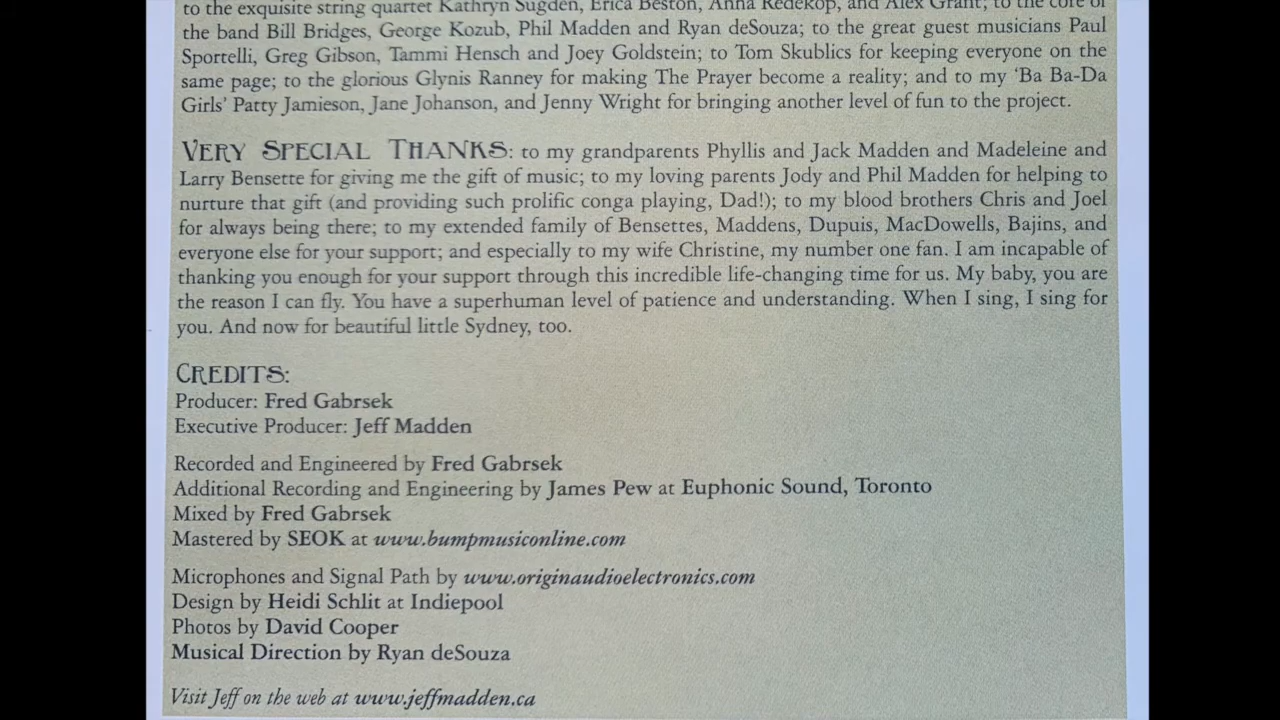 to the exquisite string quartet Kathryn Sugden, Erica Beston, Anna Redekop, and Alex Grant; to the core of
the band Bill Bridges, George Kozub, Phil Madden and Ryan deSouza; to the great guest musicians Paul
Sportelli, Greg Gibson, Tammi Hensch and Joey Goldstein; to Tom Skublics for keeping everyone on the
same page; to the glorious Glynis Ranney for making The Prayer become a reality; and to my ‘Ba Ba-Da
Girls’ Patty Jamieson, Jane Johanson, and Jenny Wright for bringing another level of fun to the project.
VERY SPECIAL THANKS: to my grandparents Phyllis and Jack Madden and Madeleine and
Larry Bensette for giving me the gift of music; to my loving parents Jody and Phil Madden for helping to
nurture that gift (and providing such prolific conga playing, Dad!); to my blood brothers Chris and Joel
for always being there; to my extended family of Bensettes, Maddens, Dupuis, MacDowells, Bajins, and
everyone else for your support; and especially to my wife Christine, my number one fan. I am incapable of
thanking you enough for your support through this incredible life-changing time for us. My baby, you are
the reason I can fly. You have a superhuman level of patience and understanding. When I sing, I sing for
you. And now for beautiful little Sydney, too.
CREDITS:
Producer: Fred Gabrsek
Executive Producer: Jeff Madden
Recorded and Engineered by Fred Gabrsek
Additional Recording and Engineering by James Pew at Euphonic Sound, Toronto
Mixed by Fred Gabrsek
Mastered by SEOK at www.bumpmusiconline.com
Microphones and Signal Path by www.originaudioelectronics.com
Design by Heidi Schlit at Indiepool
Photos by David Cooper
Musical Direction by Ryan deSouza
Visit Jeff on the web at www.jeffmadden.ca